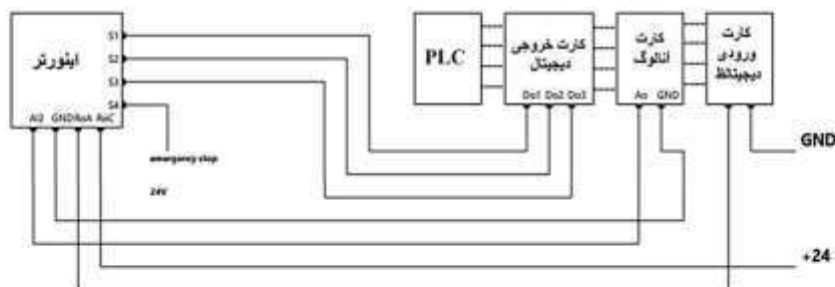 S1
S2
S3
S4
اینورتر
AI2 GND RoA RoC
emergency stop
24V
PLC
کارت خروجی
دیجیتال
Do1 Do2 Do3
کارت
آنالوگ
Ao GND
کارت
ورودی
دیجیتالظ
GND
+24